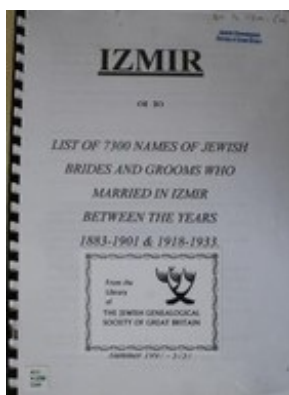 IZMIR
LIST OF 7300 NAMES OF JEWISH
BRIDES AND GROOMS WHO
MARRIED IN IZMIR
BETWEEN THE YEARS
1883-1901 & 1918-1933.
From the
Library
of
THE JEWISH GENEALOGICAL
SOCIETY OF GREAT BRITAIN